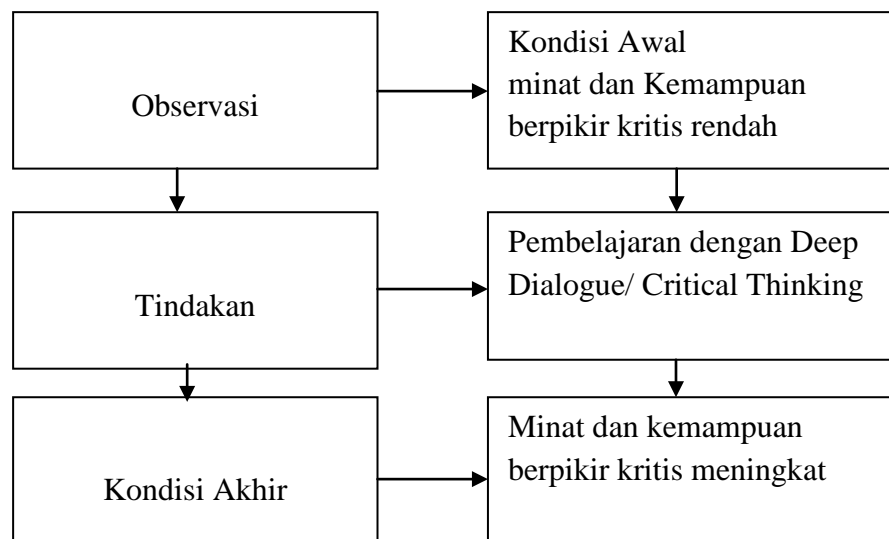 Observasi
Kondisi Awal
minat dan Kemampuan
berpikir kritis rendah
Tindakan
Pembelajaran dengan Deep
Dialogue/ Critical Thinking
Kondisi Akhir
Minat dan kemampuan
berpikir kritis meningkat